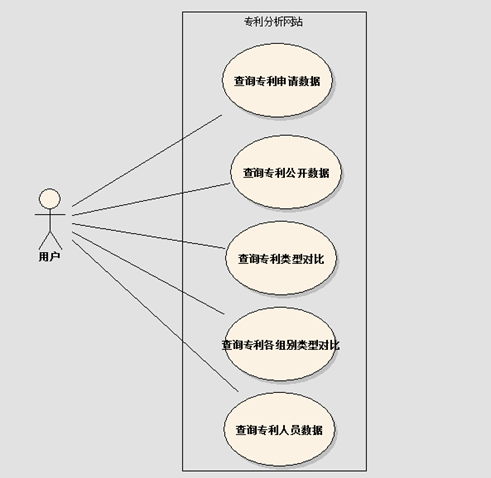 专利分析网站
查询专利申请数据
查询专利公开数据
用户
查询专利类型对比
查询专利各组别类型对比
查询专利人员数据